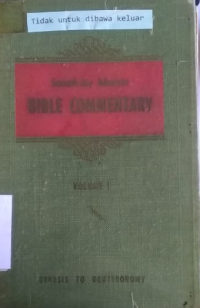 Tidak untuk dibawa keluar
Seventh-day Adventist
BIBLE COMMENTARY
VOLUME 1
GENESIS TO DEUTERONOMY